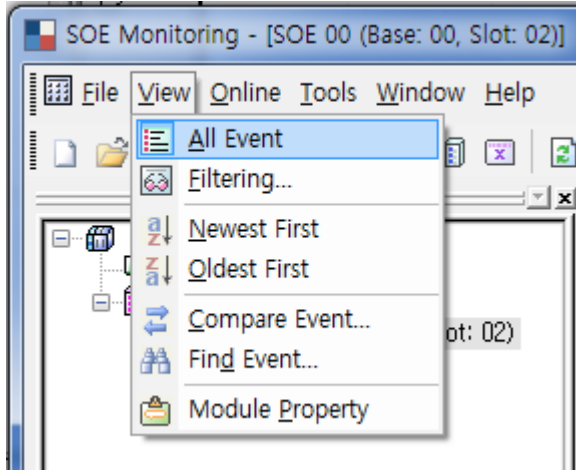 SOE Monitoring - [SOE 00 (Base: 00, Slot: 02)]
File View Online Tools Window Help
All Event
Filtering...
Newest First
Oldest First
Compare Event...
ot: 02)
Find Event...
Module Property